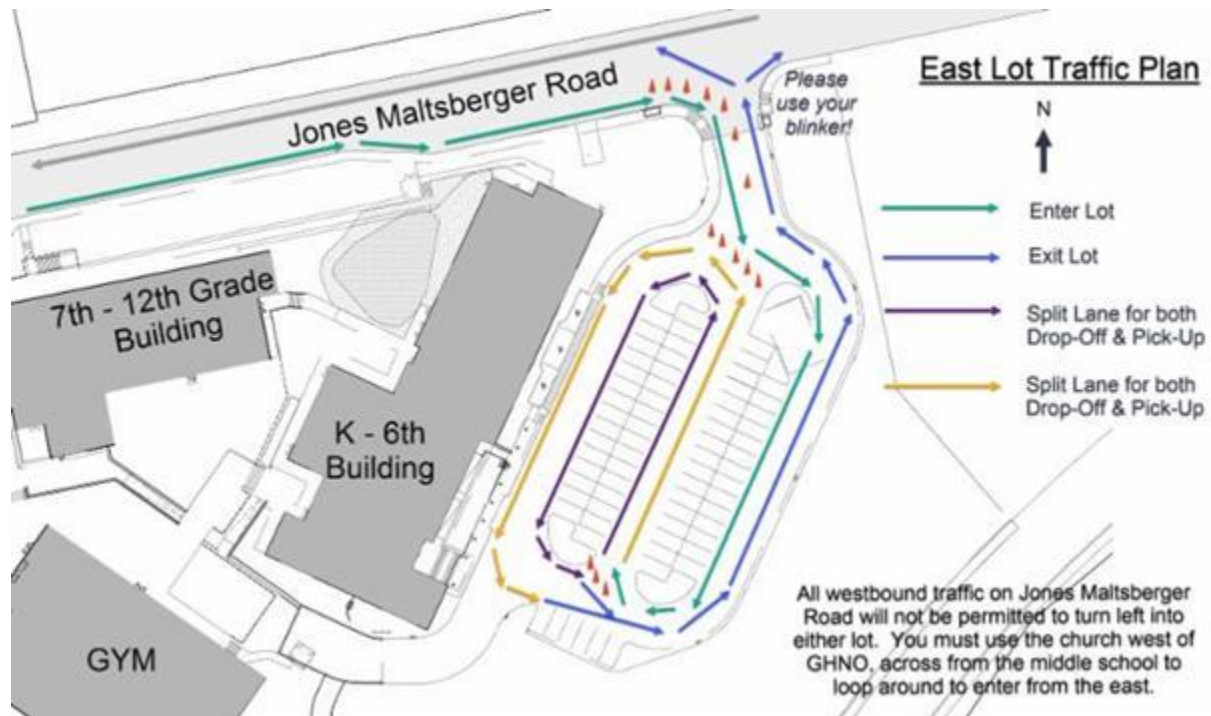 East Lot Traffic Plan
N
Enter Lot
Exit Lot
Split Lane for both
Drop-Off & Pick-Up
Split Lane for both
Drop-Off & Pick-Up
Jones Maltsberger Road
Please
use your
blinker!
7th - 12th Grade
Building
K - 6th
Building
GYM
All westbound traffic on Jones Maltsberger
Road will not be permitted to turn left into
either lot. You must use the church west of
GHNO, across from the middle school to
loop around to enter from the east.